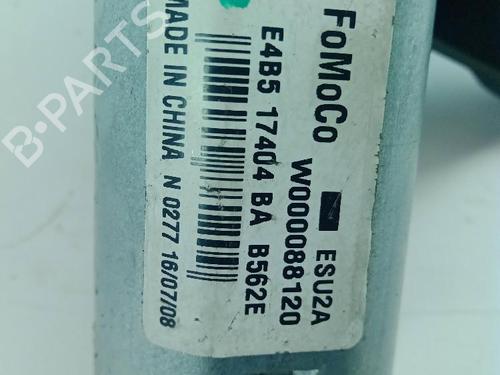 FoMoCo
W000088120
ESU2A
E4B5 17404 BA B562E
MADE IN CHINA N 0277 16/07/08
B-PARTS